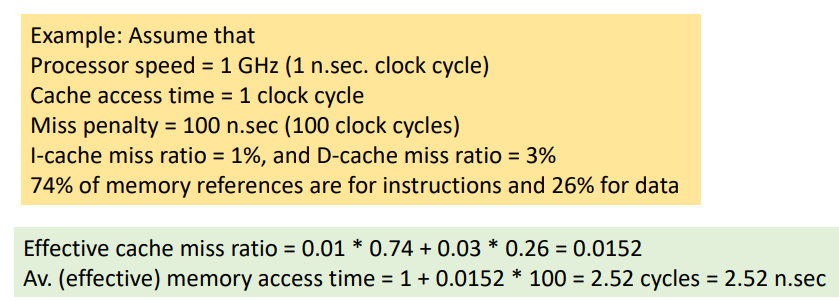 Example: Assume that
Processor speed = 1 GHz (1 n.sec. clock cycle)
Cache access time = 1 clock cycle
Miss penalty = 100 n.sec (100 clock cycles)
I-cache miss ratio = 1%, and D-cache miss ratio = 3%
74% of memory references are for instructions and 26% for data
Effective cache miss ratio = 0.01 * 0.74 + 0.03 * 0.26 = 0.0152
Av. (effective) memory access time = 1 + 0.0152 * 100 = 2.52 cycles = 2.52 n.sec